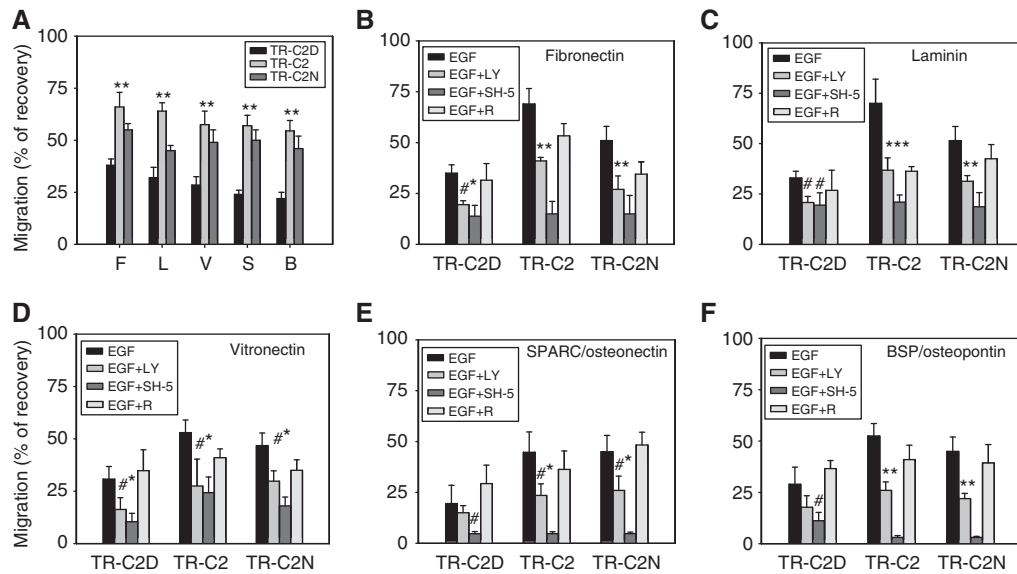 A
Migration (% of recovery)
100
75
50
25
0
TR-C2D
TR-C2
TR-C2N
** ** ** ** **
F L V S B
B
100
75
50
25
0
EGF
EGF+LY
EGF+SH-5
EGF+R
Fibronectin
#* ** **
TR-C2D TR-C2 TR-C2N
C
100
75
50
25
0
EGF
EGF+LY
EGF+SH-5
EGF+R
Laminin
# # *** **
TR-C2D TR-C2 TR-C2N
D
Migration (% of recovery)
100
75
50
25
0
EGF
EGF+LY
EGF+SH-5
EGF+R
Vitronectin
#* #* #*
TR-C2D TR-C2 TR-C2N
E
100
75
50
25
0
EGF
EGF+LY
EGF+SH-5
EGF+R
SPARC/osteonectin
# #* #*
TR-C2D TR-C2 TR-C2N
F
100
75
50
25
0
EGF
EGF+LY
EGF+SH-5
EGF+R
BSP/osteopontin
# ** **
TR-C2D TR-C2 TR-C2N